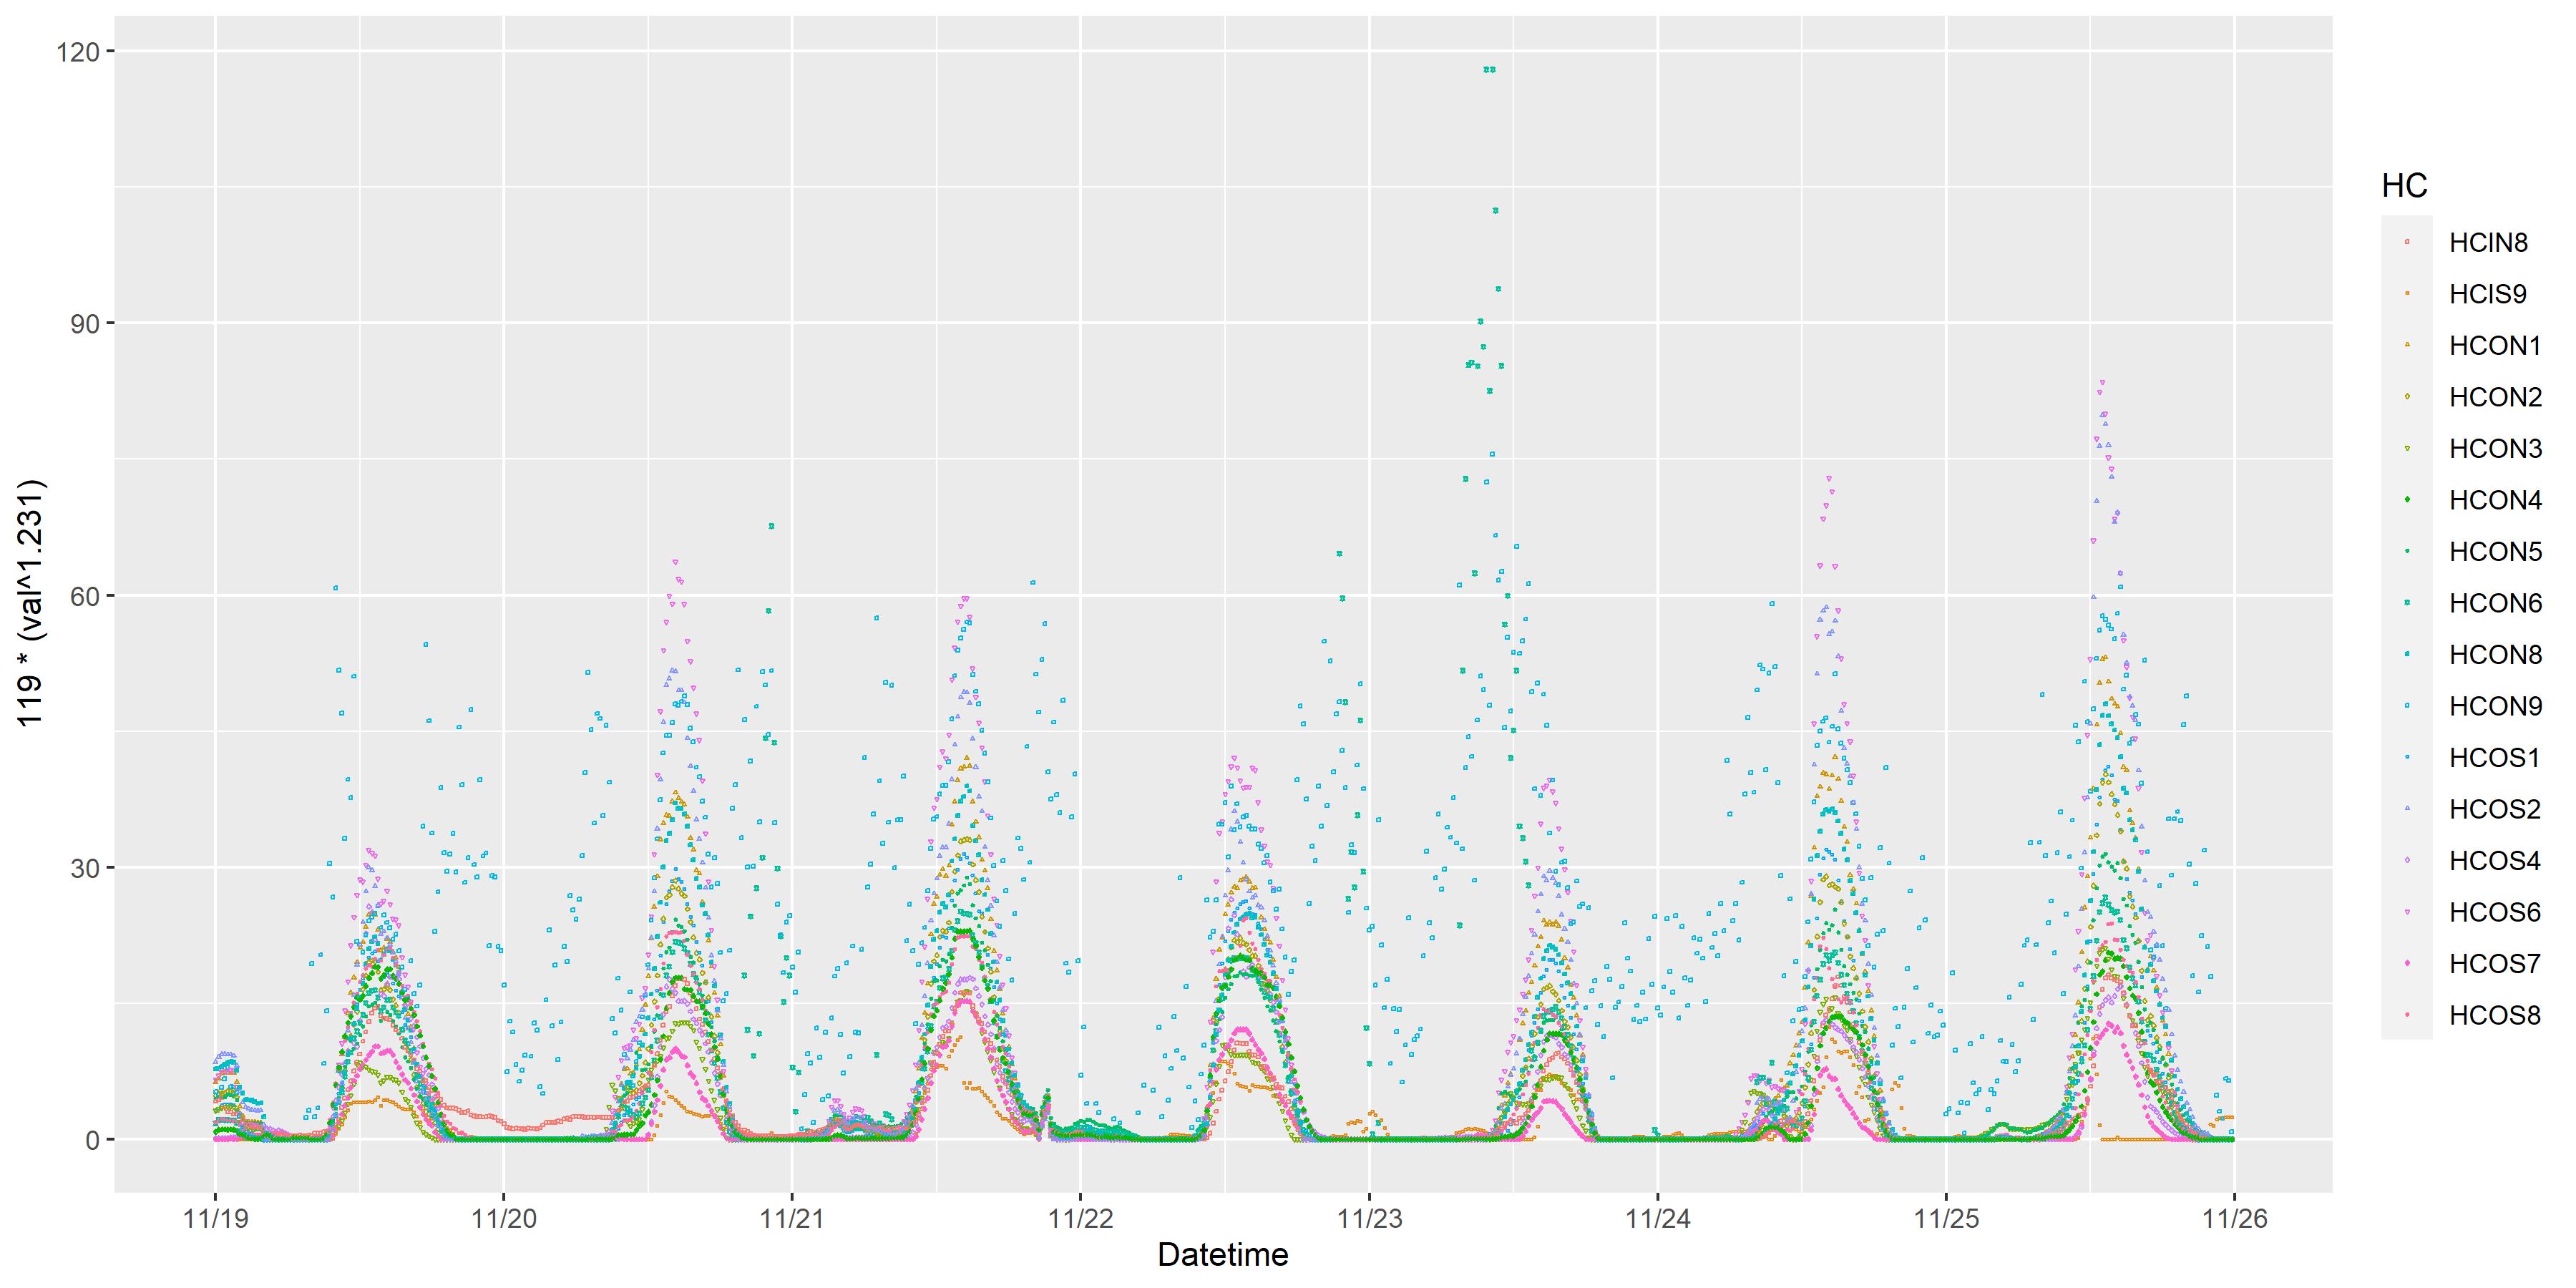 120
90
60
30
0
119 * (val^1.231)
11/19 11/20 11/21 11/22 11/23 11/24 11/25 11/26
Datetime
HC
HCIN8
HCIS9
HCON1
HCON2
HCON3
HCON4
HCON5
HCON6
HCON8
HCON9
HCOS1
HCOS2
HCOS4
HCOS6
HCOS7
HCOS8